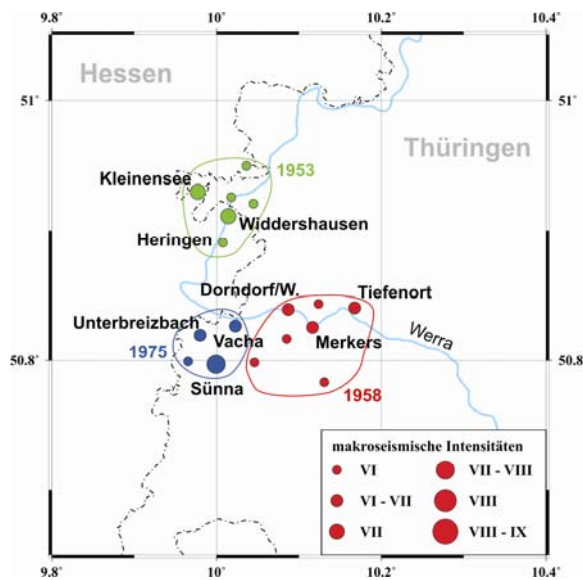 9.8° 10° 10.2° 10.4°
Hessen
51°
51°
Thüringen
Kleinensee
1953
Widdershausen
Heringen
Dorndorf/W.
Tiefenort
Unterbreizbach
Vacha
Merkers
Werra
1975
50.8°
50.8°
Sünna
1958
makroseismische Intensitäten
VI
VII - VIII
VI - VII
VIII
VII
VIII - IX
9.8° 10° 10.2° 10.4°